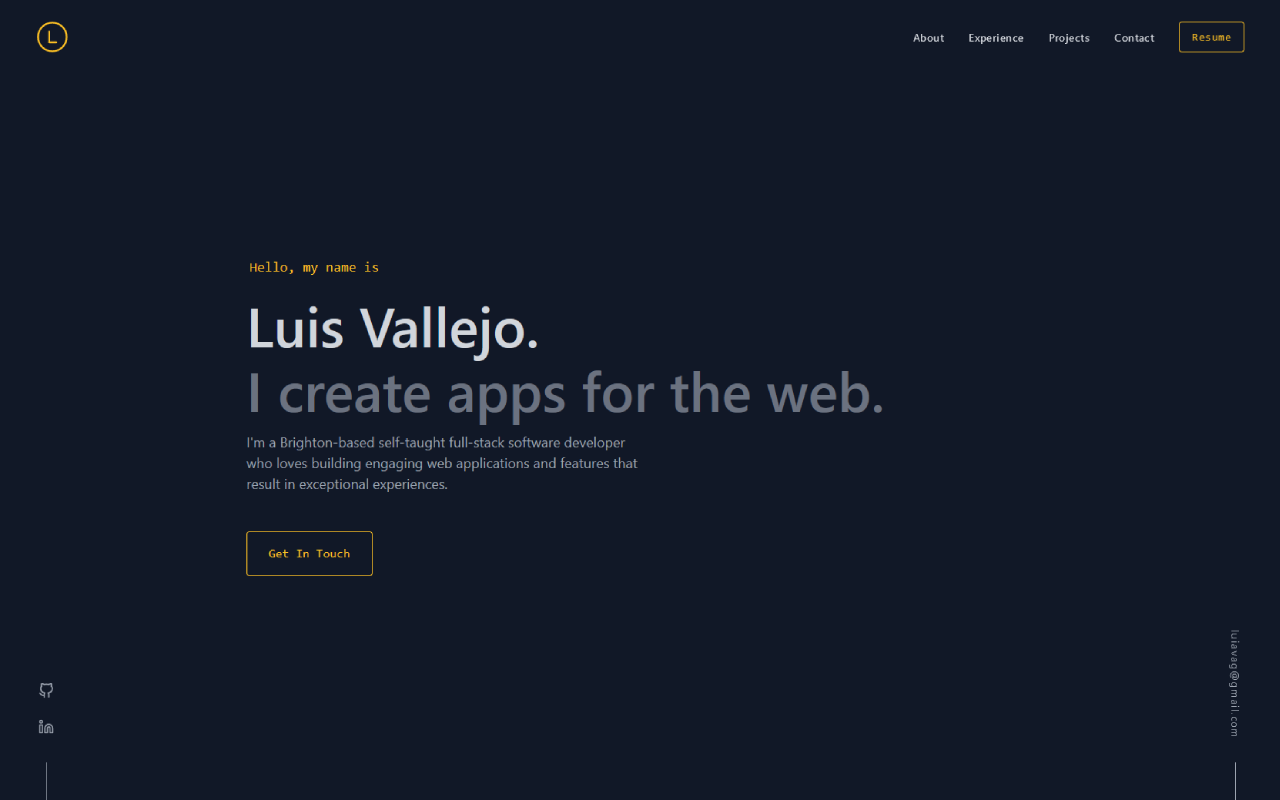 L
About Experience Projects Contact Resume
Hello, my name is
Luis Vallejo.
I create apps for the web.
I'm a Brighton-based self-taught full-stack software developer
who loves building engaging web applications and features that
result in exceptional experiences.
Get In Touch
luiavag@gmail.com